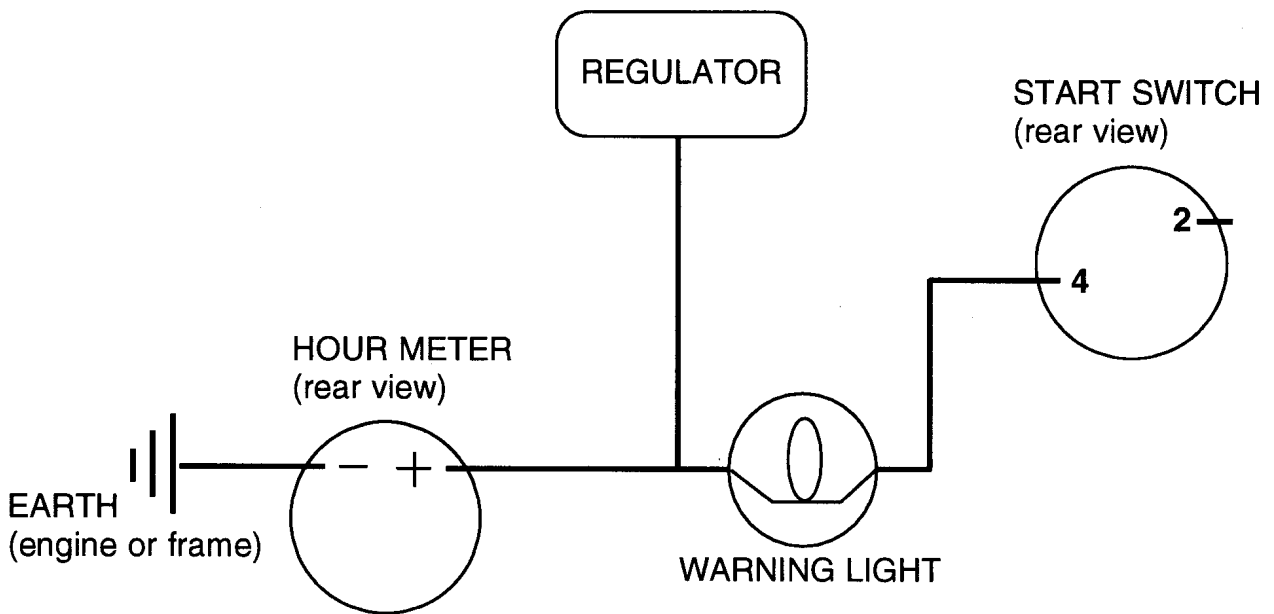 REGULATOR
START SWITCH
(rear view)
2
4
HOUR METER
(rear view)
− +
EARTH
(engine or frame)
WARNING LIGHT